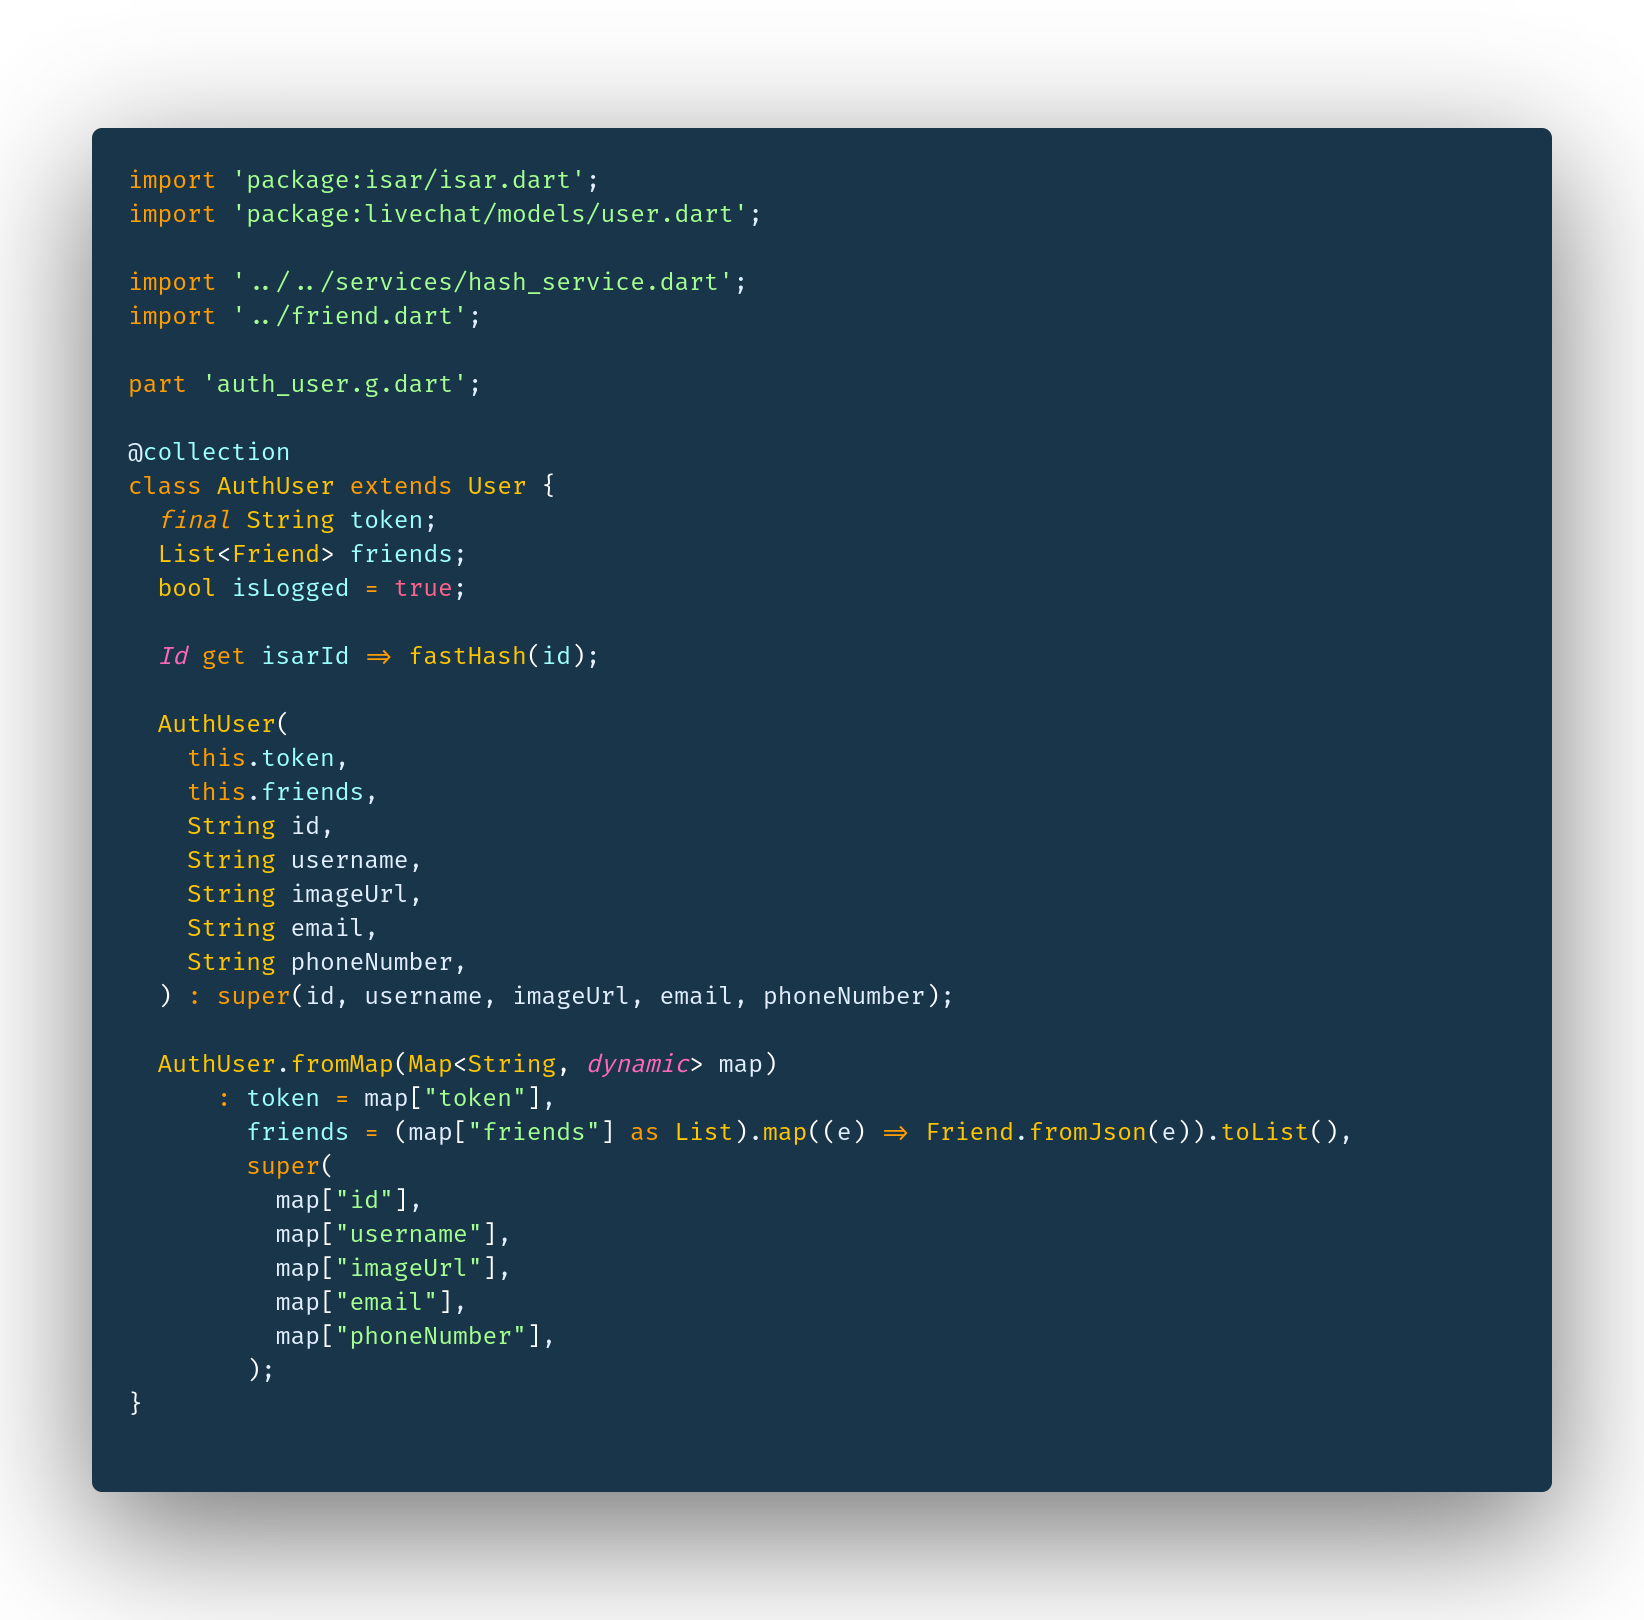 import 'package:isar/isar.dart';
import 'package:livechat/models/user.dart';

import '../../services/hash_service.dart';
import '../friend.dart';

part 'auth_user.g.dart';

@collection
class AuthUser extends User {
  final String token;
  List<Friend> friends;
  bool isLogged = true;

  Id get isarId => fastHash(id);

  AuthUser(
    this.token,
    this.friends,
    String id,
    String username,
    String imageUrl,
    String email,
    String phoneNumber,
  ) : super(id, username, imageUrl, email, phoneNumber);

  AuthUser.fromMap(Map<String, dynamic> map)
      : token = map["token"],
        friends = (map["friends"] as List).map((e) => Friend.fromJson(e)).toList(),
        super(
          map["id"],
          map["username"],
          map["imageUrl"],
          map["email"],
          map["phoneNumber"],
        );
}